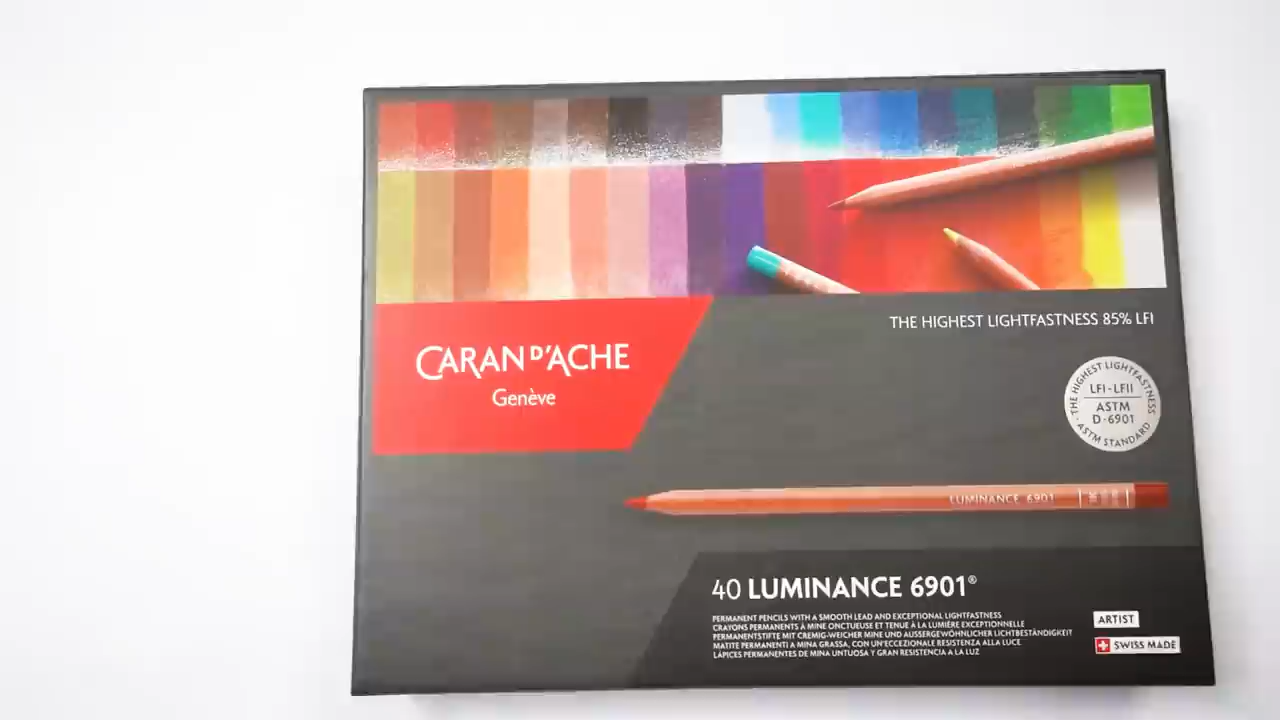 CARAN D'ACHE
Genève
THE HIGHEST LIGHTFASTNESS 85% LFI
· THE HIGHEST LIGHTFASTNESS ·
LFI-LFII
ASTM
D-6901
ASTM STANDARD
LUMINANCE 6901
40 LUMINANCE 6901®
PERMANENT PENCILS WITH A SMOOTH LEAD AND EXCEPTIONAL LIGHTFASTNESS
CRAYONS PERMANENTS À MINE ONCTUEUSE ET TENUE À LA LUMIÈRE EXCEPTIONNELLE
PERMANENTSTIFTE MIT CREMIG-WEICHER MINE UND AUSSERGEWÖHNLICHER LICHTBESTÄNDIGKEIT
MATITE PERMANENTI A MINA GRASSA, CON UN'ECCEZIONALE RESISTENZA ALLA LUCE
LÁPICES PERMANENTES DE MINA UNTUOSA Y GRAN RESISTENCIA A LA LUZ
ARTIST
SWISS MADE